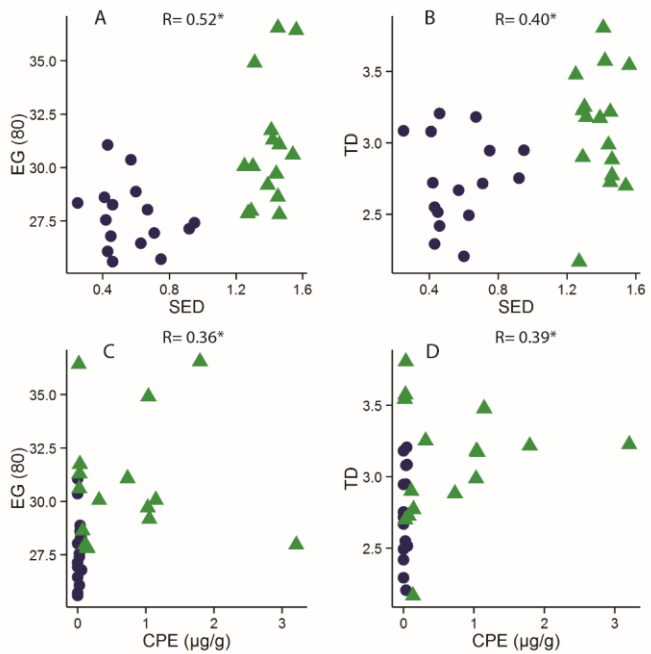 A R= 0.52*
EG (80)
35.0
32.5
30.0
27.5
0.4 0.8 1.2 1.6
SED
B R= 0.40*
TD
3.5
3.0
2.5
0.4 0.8 1.2 1.6
SED
R= 0.36*
C
EG (80)
35.0
32.5
30.0
27.5
0 1 2 3
CPE (μg/g)
R= 0.39*
D
TD
3.5
3.0
2.5
0 1 2 3
CPE (μg/g)